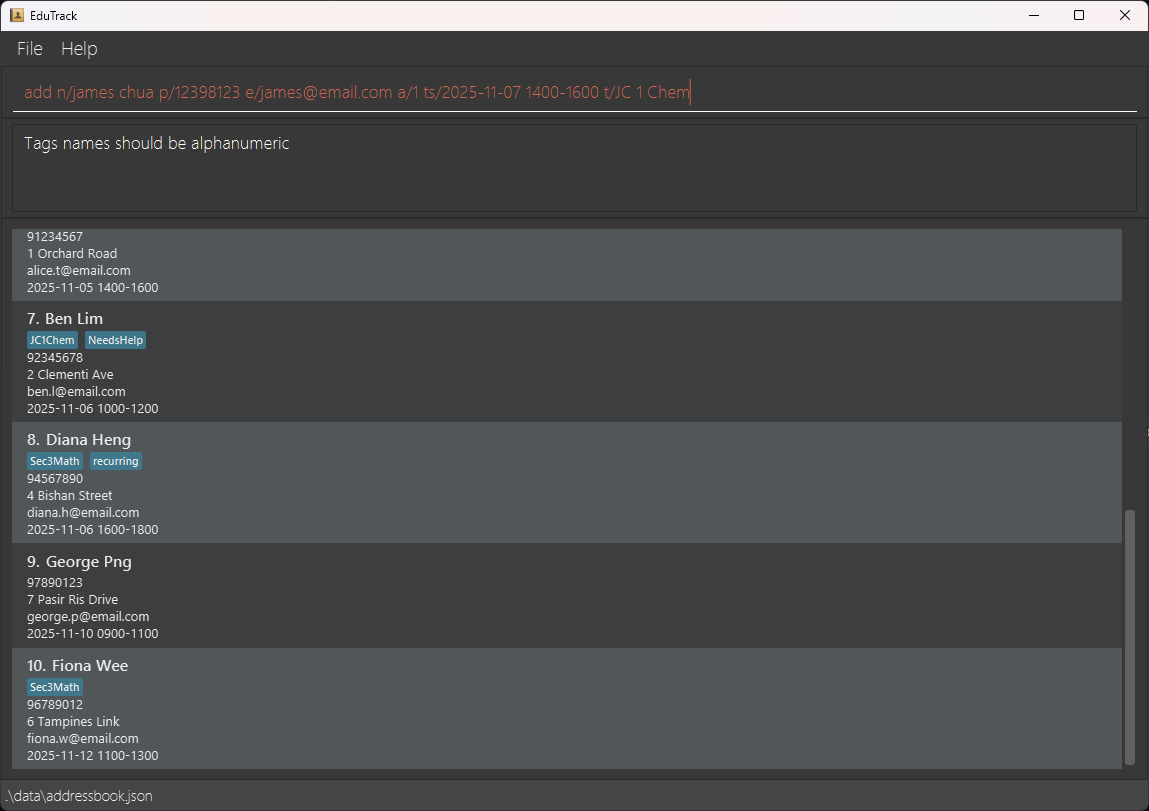 EduTrack
File Help
add n/james chua p/12398123 e/james@email.com a/1 ts/2025-11-07 1400-1600 t/JC 1 Chem
Tags names should be alphanumeric
91234567
1 Orchard Road
alice.t@email.com
2025-11-05 1400-1600
7. Ben Lim
JC1Chem NeedsHelp
92345678
2 Clementi Ave
ben.l@email.com
2025-11-06 1000-1200
8. Diana Heng
Sec3Math recurring
94567890
4 Bishan Street
diana.h@email.com
2025-11-06 1600-1800
9. George Png
97890123
7 Pasir Ris Drive
george.p@email.com
2025-11-10 0900-1100
10. Fiona Wee
Sec3Math
96789012
6 Tampines Link
fiona.w@email.com
2025-11-12 1100-1300
.\data\addressbook.json